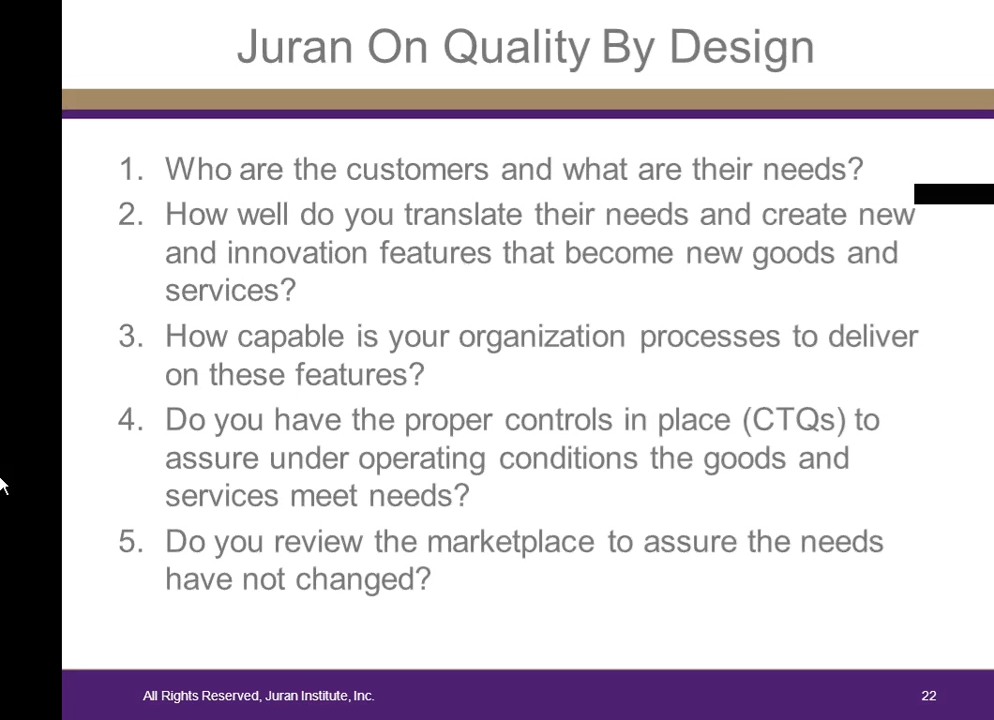 Juran On Quality By Design
1. Who are the customers and what are their needs?
2. How well do you translate their needs and create new
and innovation features that become new goods and
services?
3. How capable is your organization processes to deliver
on these features?
4. Do you have the proper controls in place (CTQs) to
assure under operating conditions the goods and
services meet needs?
5. Do you review the marketplace to assure the needs
have not changed?
All Rights Reserved, Juran Institute, Inc.
22